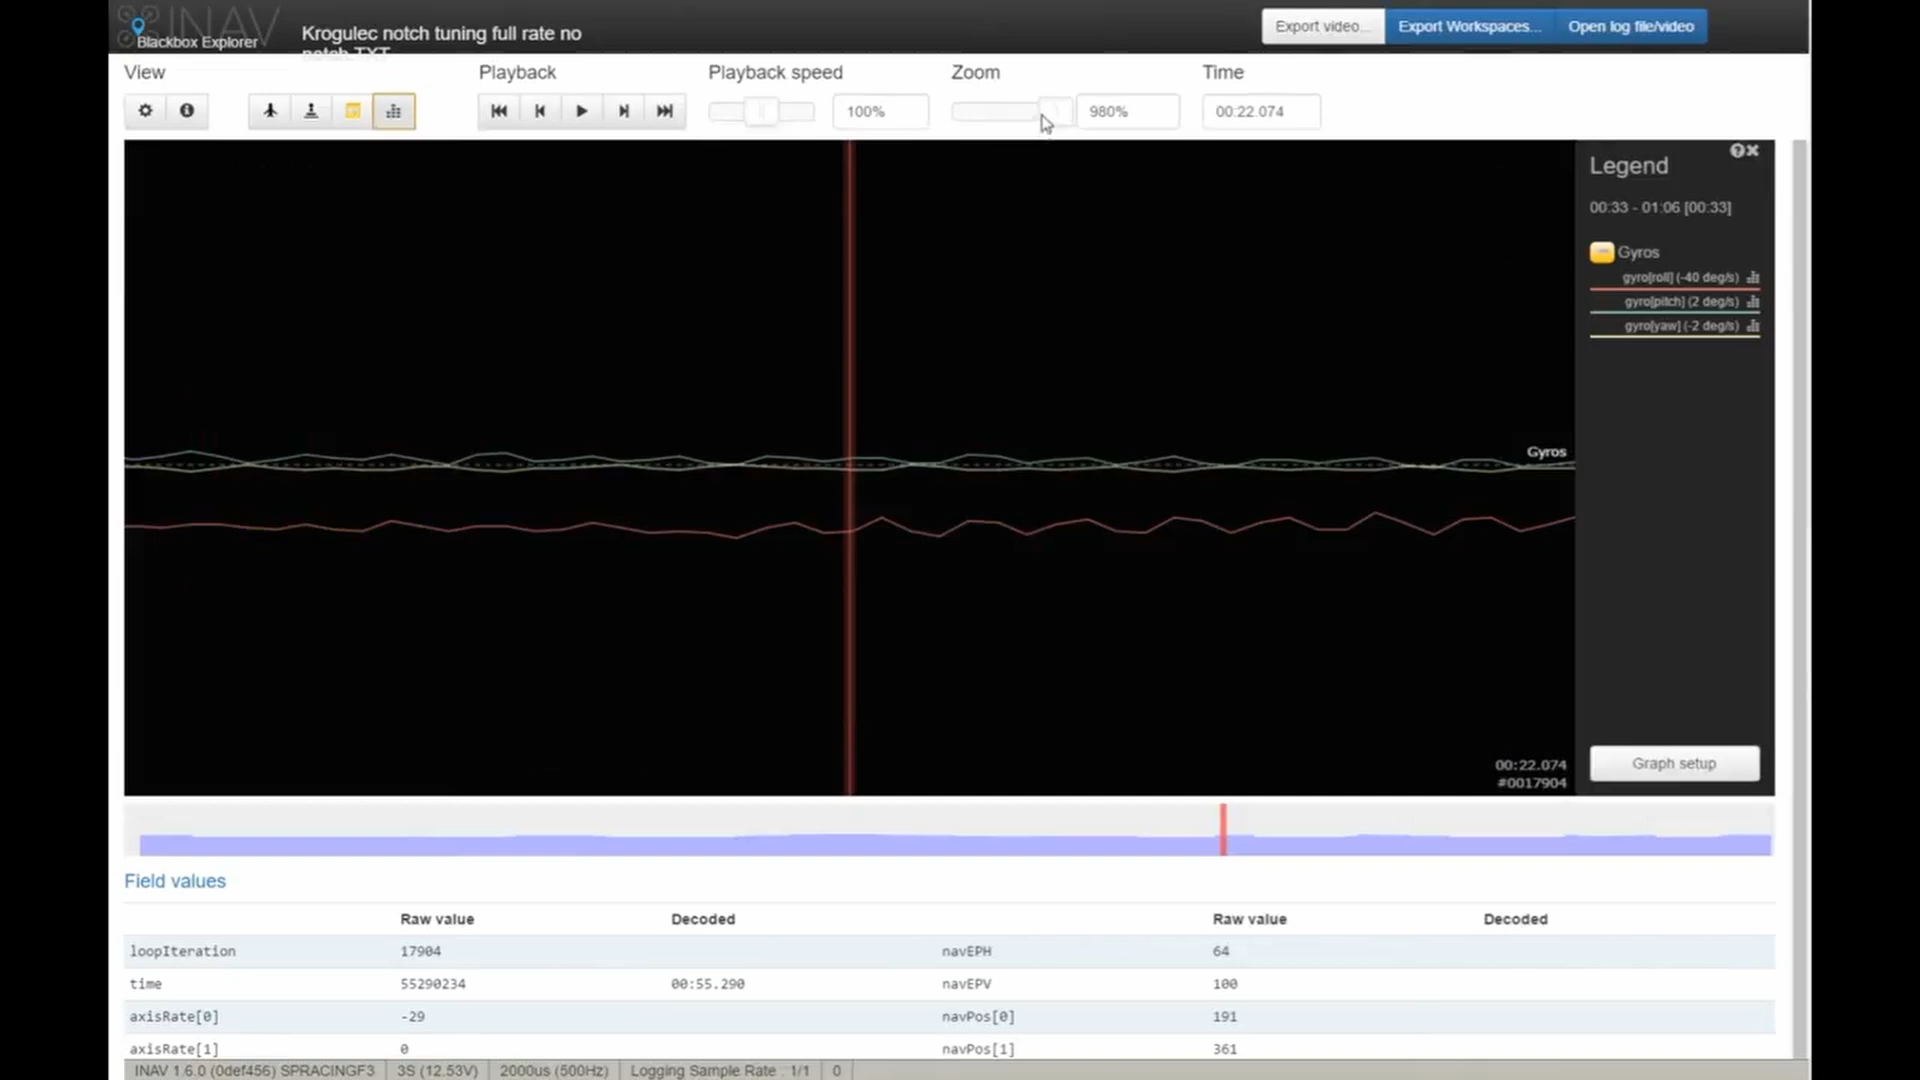 INAV
Blackbox Explorer
Krogulec notch tuning full rate no
notch.TXT
Export video...
Export Workspaces...
Open log file/video
View
Playback
Playback speed
Zoom
Time
100%
980%
00:22.074
Legend
00:33 - 01:06 [00:33]
Gyros
gyro[roll] (-40 deg/s)
gyro[pitch] (2 deg/s)
gyro[yaw] (-2 deg/s)
Gyros
00:22.074
#0017904
Graph setup
Field values
Raw value Decoded Raw value Decoded
loopIteration 17904 navEPH 64
time 55290234 00:55.290 navEPV 100
axisRate[0] -29 navPos[0] 191
axisRate[1] 0 navPos[1] 361
INAV 1.6.0 (0def456) SPRACINGF3 3S (12.53V) 2000us (500Hz) Logging Sample Rate : 1/1 0